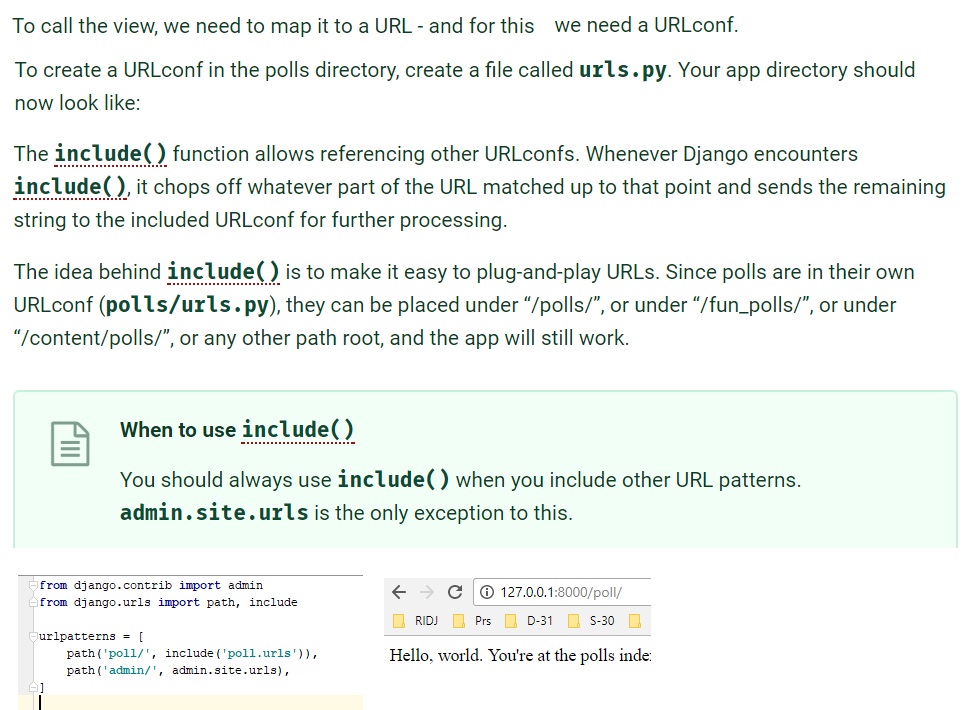 To call the view, we need to map it to a URL - and for this we need a URLconf.
To create a URLconf in the polls directory, create a file called urls.py. Your app directory should
now look like:
The include() function allows referencing other URLconfs. Whenever Django encounters
include(), it chops off whatever part of the URL matched up to that point and sends the remaining
string to the included URLconf for further processing.
The idea behind include() is to make it easy to plug-and-play URLs. Since polls are in their own
URLconf (polls/urls.py), they can be placed under “/polls/”, or under “/fun_polls/”, or under
“/content/polls/”, or any other path root, and the app will still work.
When to use include()
You should always use include() when you include other URL patterns.
admin.site.urls is the only exception to this.
from django.contrib import admin
from django.urls import path, include
urlpatterns = [
path('poll/', include('poll.urls')),
path('admin/', admin.site.urls),
]
127.0.0.1:8000/poll/
RIDJ Prs D-31 S-30
Hello, world. You're at the polls inde